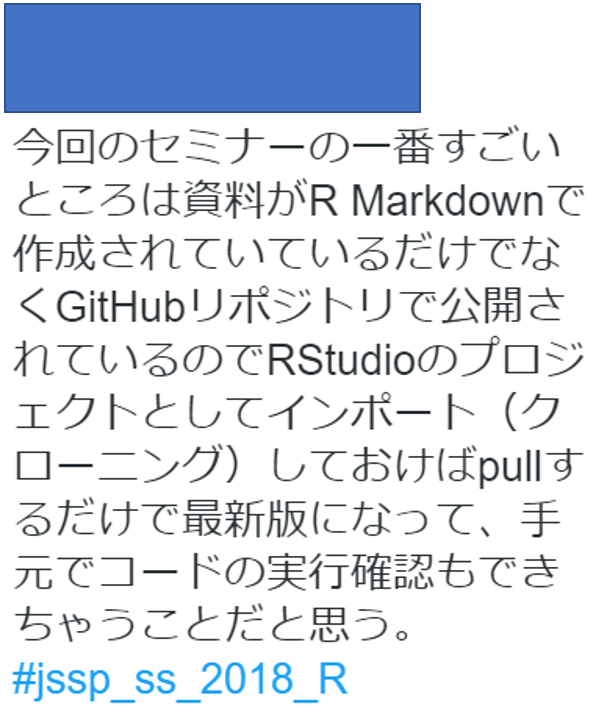 今回のセミナーの一番すごい
ところは資料がR Markdownで
作成されていているだけでな
くGitHubリポジトリで公開さ
れているのでRStudioのプロジ
ェクトとしてインポート（ク
ローニング）しておけばpullす
るだけで最新版になって、手
元でコードの実行確認もでき
ちゃうことだと思う。
#jssp_ss_2018_R